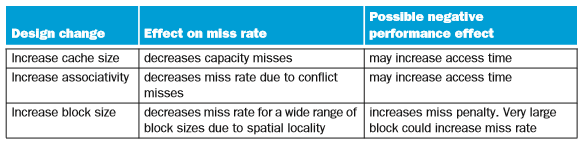 Design change Effect on miss rate Possible negative
performance effect
Increase cache size decreases capacity misses may increase access time
Increase associativity decreases miss rate due to conflict may increase access time
misses
Increase block size decreases miss rate for a wide range of increases miss penalty. Very large
block sizes due to spatial locality block could increase miss rate